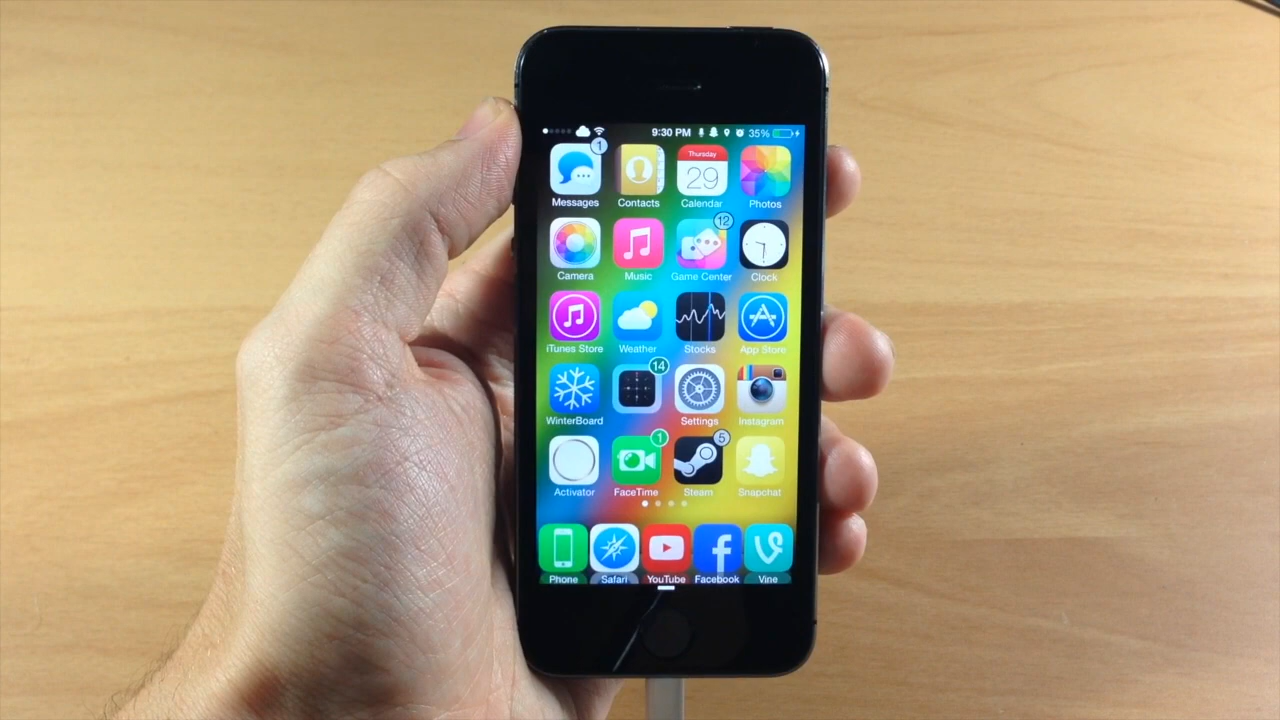 9:30 PM 35%
1
Thursday
29
Messages Contacts Calendar Photos
12
Camera Music Game Center Clock
iTunes Store Weather Stocks App Store
14
WinterBoard Settings Instagram
1 5
Activator FaceTime Steam Snapchat
Phone Safari YouTube Facebook Vine